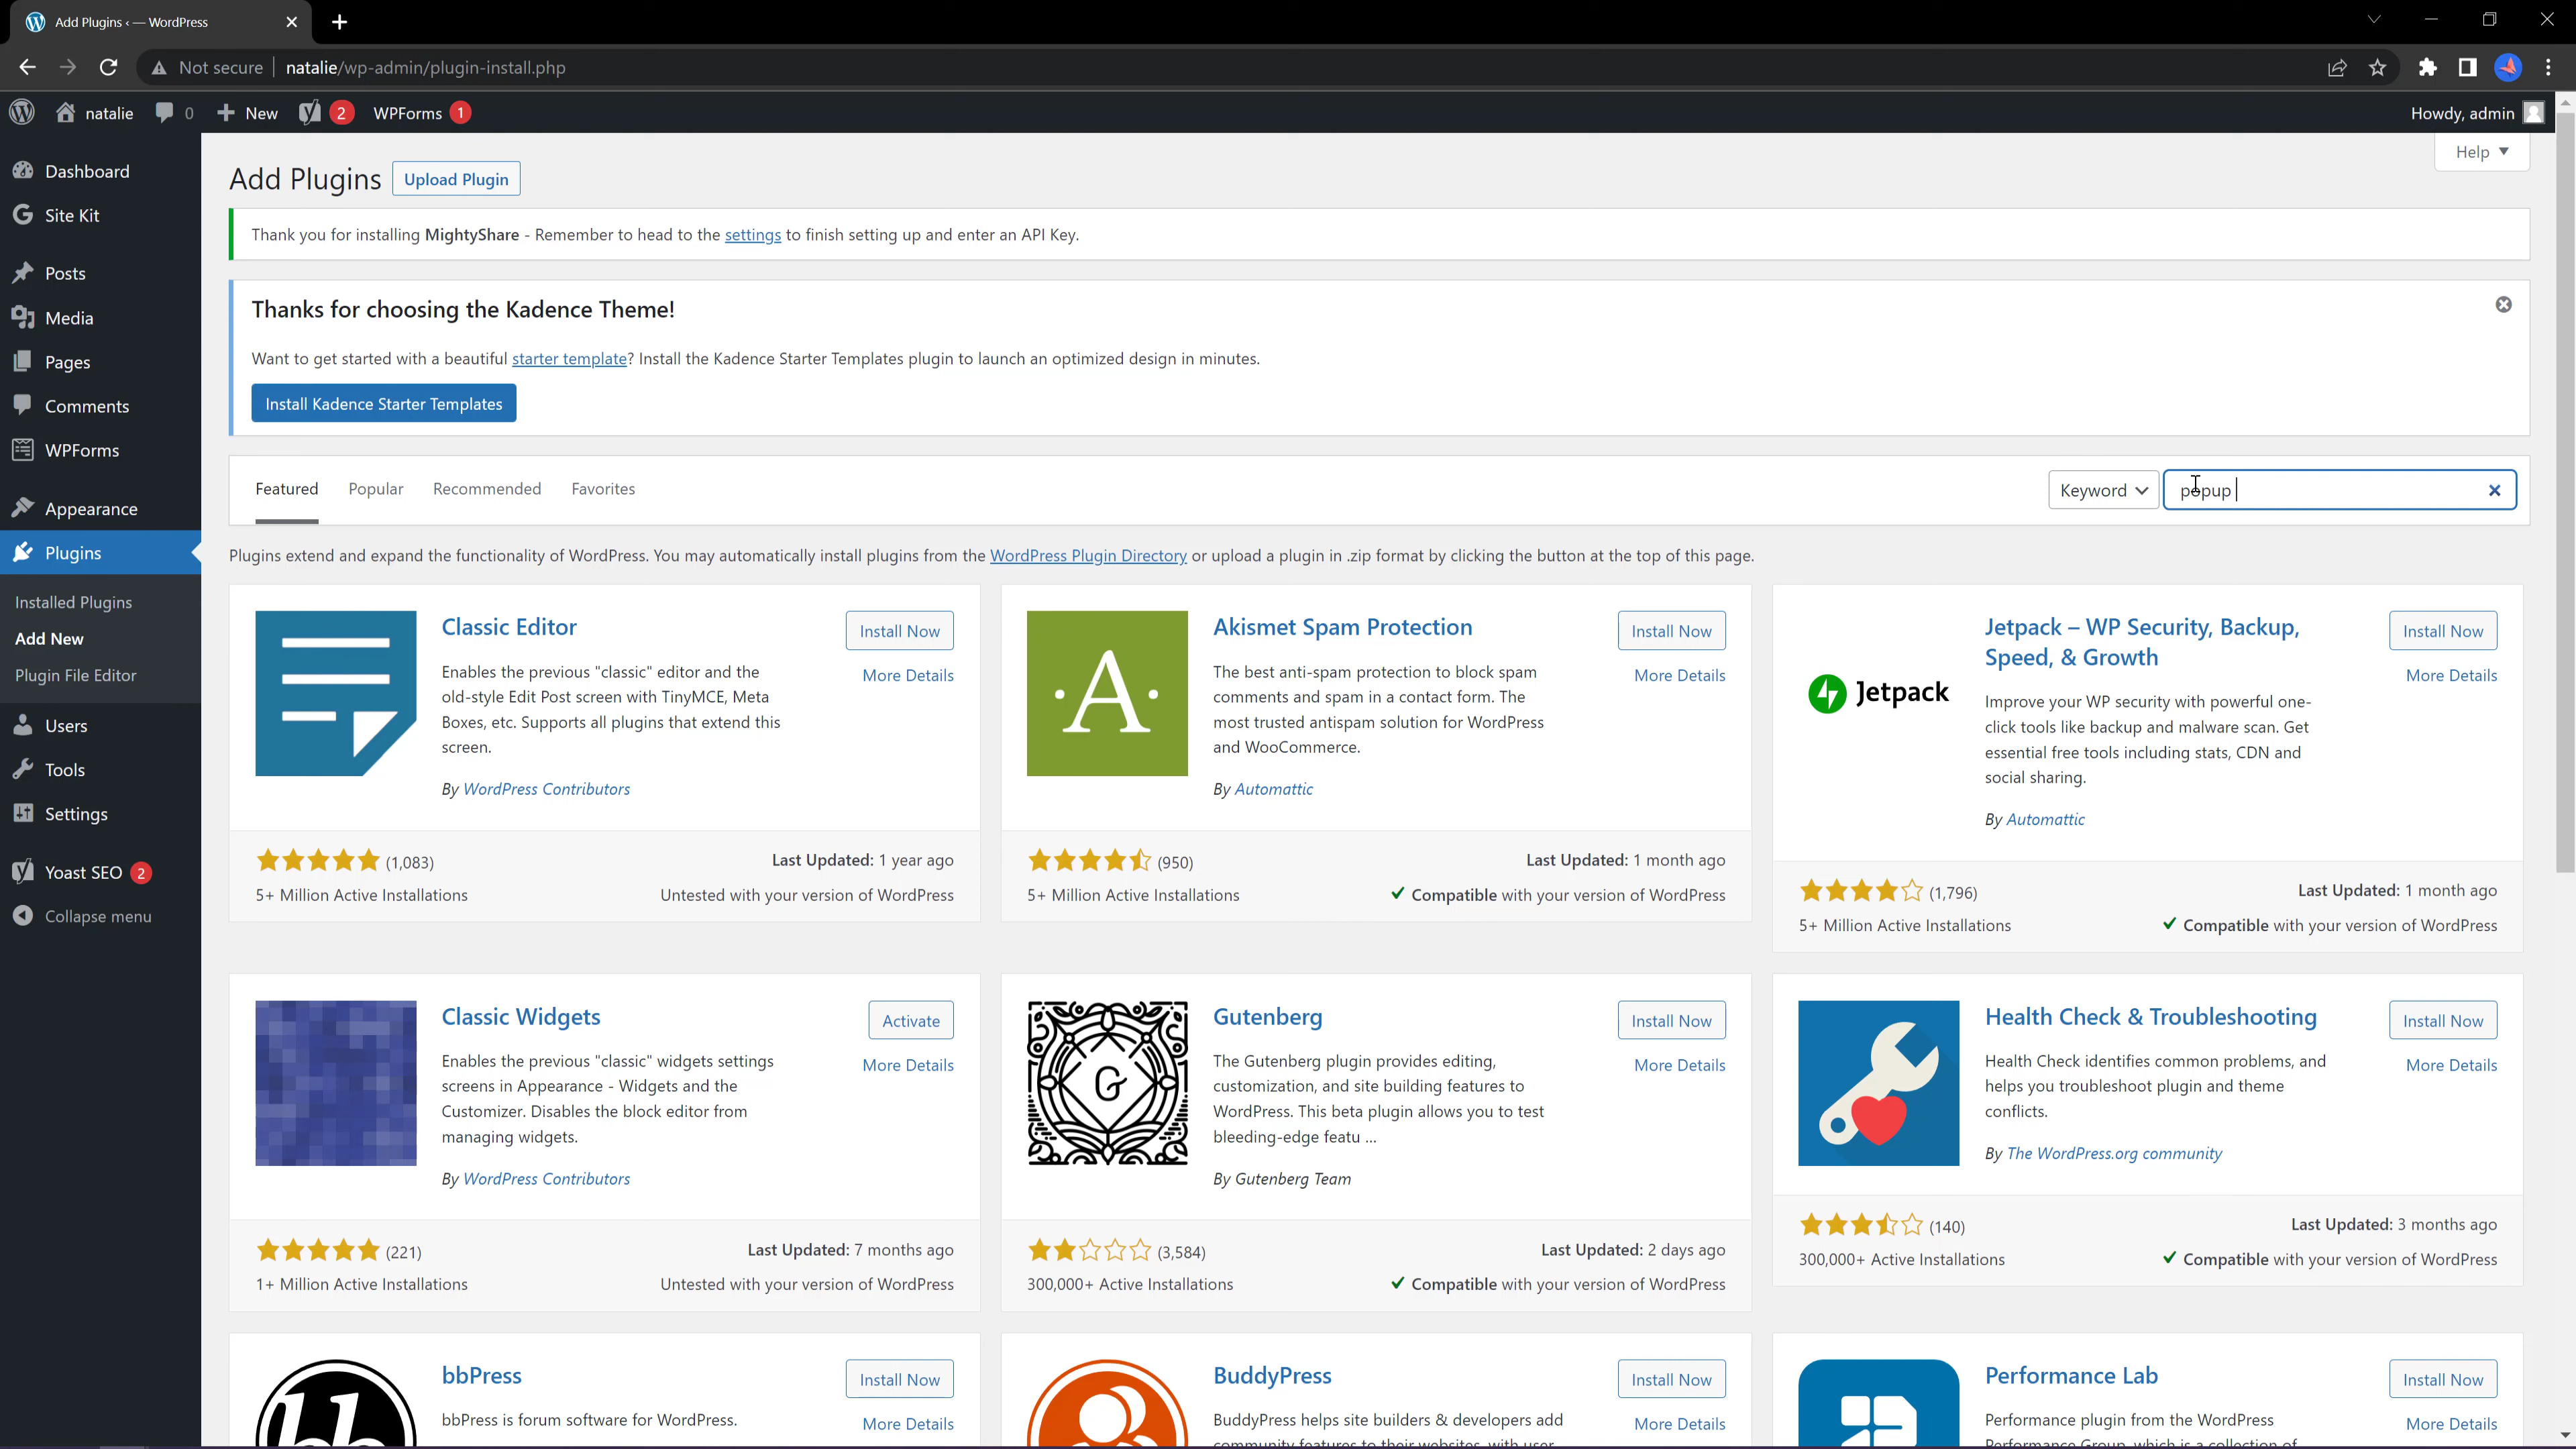 Add Plugins ‹ — WordPress
Not secure natalie/wp-admin/plugin-install.php
natalie 0 New 2 WPForms 1 Howdy, admin
Dashboard
Site Kit
Posts
Media
Pages
Comments
WPForms
Appearance
Plugins
Installed Plugins
Add New
Plugin File Editor
Users
Tools
Settings
Yoast SEO 2
Collapse menu
Help
Add Plugins Upload Plugin
Thank you for installing MightyShare - Remember to head to the settings to finish setting up and enter an API Key.
Thanks for choosing the Kadence Theme!
Want to get started with a beautiful starter template? Install the Kadence Starter Templates plugin to launch an optimized design in minutes.
Install Kadence Starter Templates
Featured Popular Recommended Favorites Keyword popup
Plugins extend and expand the functionality of WordPress. You may automatically install plugins from the WordPress Plugin Directory or upload a plugin in .zip format by clicking the button at the top of this page.
Classic Editor
Install Now
More Details
Enables the previous "classic" editor and the
old-style Edit Post screen with TinyMCE, Meta
Boxes, etc. Supports all plugins that extend this
screen.
By WordPress Contributors
(1,083) Last Updated: 1 year ago
5+ Million Active Installations Untested with your version of WordPress
Akismet Spam Protection
Install Now
More Details
The best anti-spam protection to block spam
comments and spam in a contact form. The
most trusted antispam solution for WordPress
and WooCommerce.
By Automattic
(950) Last Updated: 1 month ago
5+ Million Active Installations Compatible with your version of WordPress
Jetpack
Jetpack – WP Security, Backup,
Speed, & Growth
Install Now
More Details
Improve your WP security with powerful one-
click tools like backup and malware scan. Get
essential free tools including stats, CDN and
social sharing.
By Automattic
(1,796) Last Updated: 1 month ago
5+ Million Active Installations Compatible with your version of WordPress
Classic Widgets
Activate
More Details
Enables the previous "classic" widgets settings
screens in Appearance - Widgets and the
Customizer. Disables the block editor from
managing widgets.
By WordPress Contributors
(221) Last Updated: 7 months ago
1+ Million Active Installations Untested with your version of WordPress
Gutenberg
Install Now
More Details
The Gutenberg plugin provides editing,
customization, and site building features to
WordPress. This beta plugin allows you to test
bleeding-edge featu ...
By Gutenberg Team
(3,584) Last Updated: 2 days ago
300,000+ Active Installations Compatible with your version of WordPress
Health Check & Troubleshooting
Install Now
More Details
Health Check identifies common problems, and
helps you troubleshoot plugin and theme
conflicts.
By The WordPress.org community
(140) Last Updated: 3 months ago
300,000+ Active Installations Compatible with your version of WordPress
bbPress
Install Now
More Details
bbPress is forum software for WordPress.
BuddyPress
Install Now
More Details
BuddyPress helps site builders & developers add
community features to their websites, with user
Performance Lab
Install Now
More Details
Performance plugin from the WordPress
Performance Group, which is a collection of